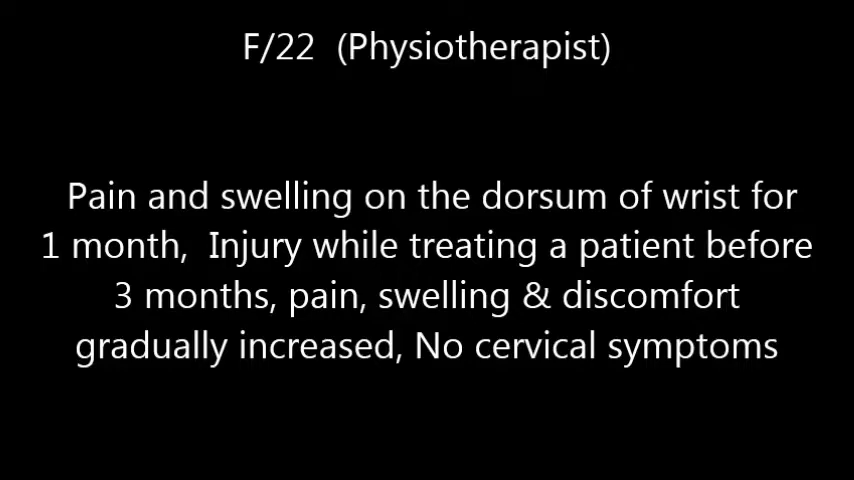 F/22 (Physiotherapist)
Pain and swelling on the dorsum of wrist for
1 month, Injury while treating a patient before
3 months, pain, swelling & discomfort
gradually increased, No cervical symptoms